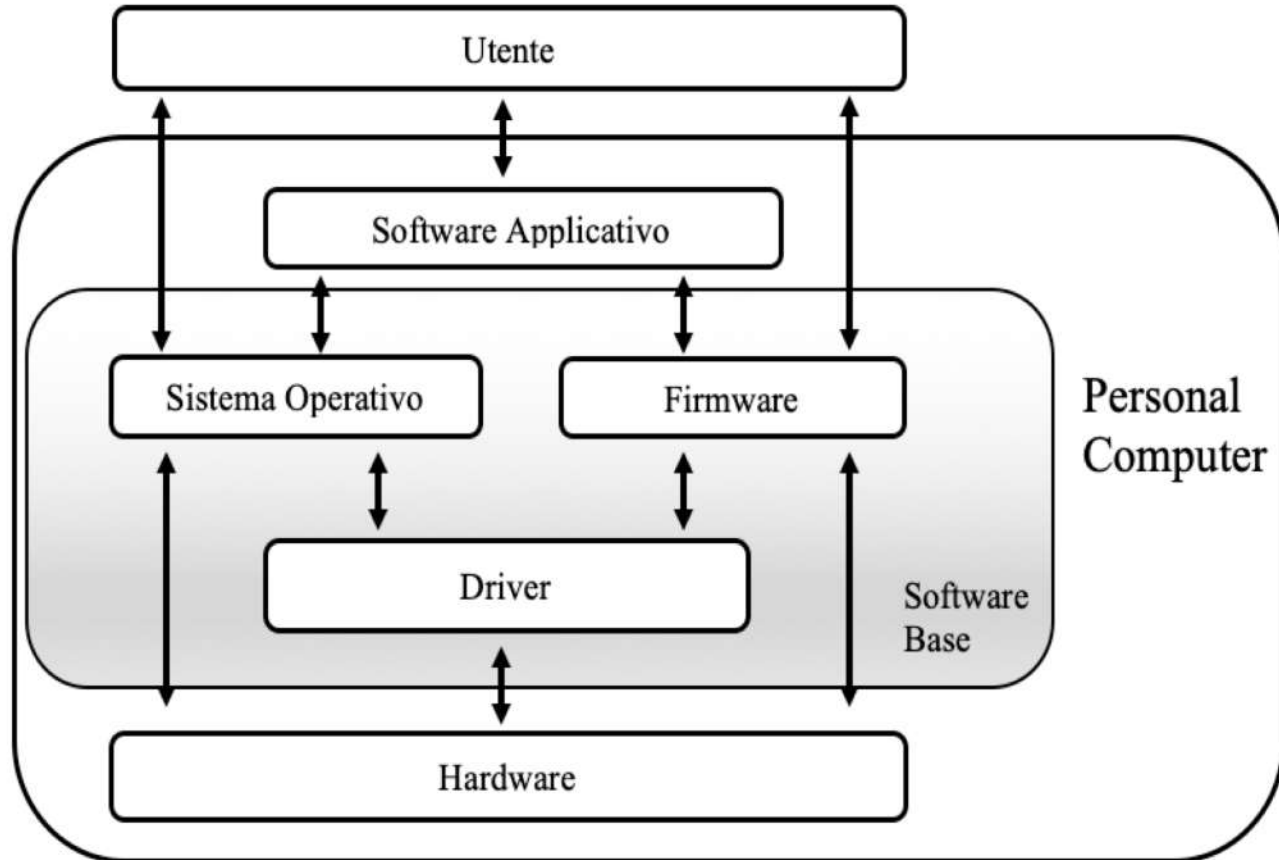 Utente
Software Applicativo
Sistema Operativo
Firmware
Personal
Computer
Driver
Software
Base
Hardware